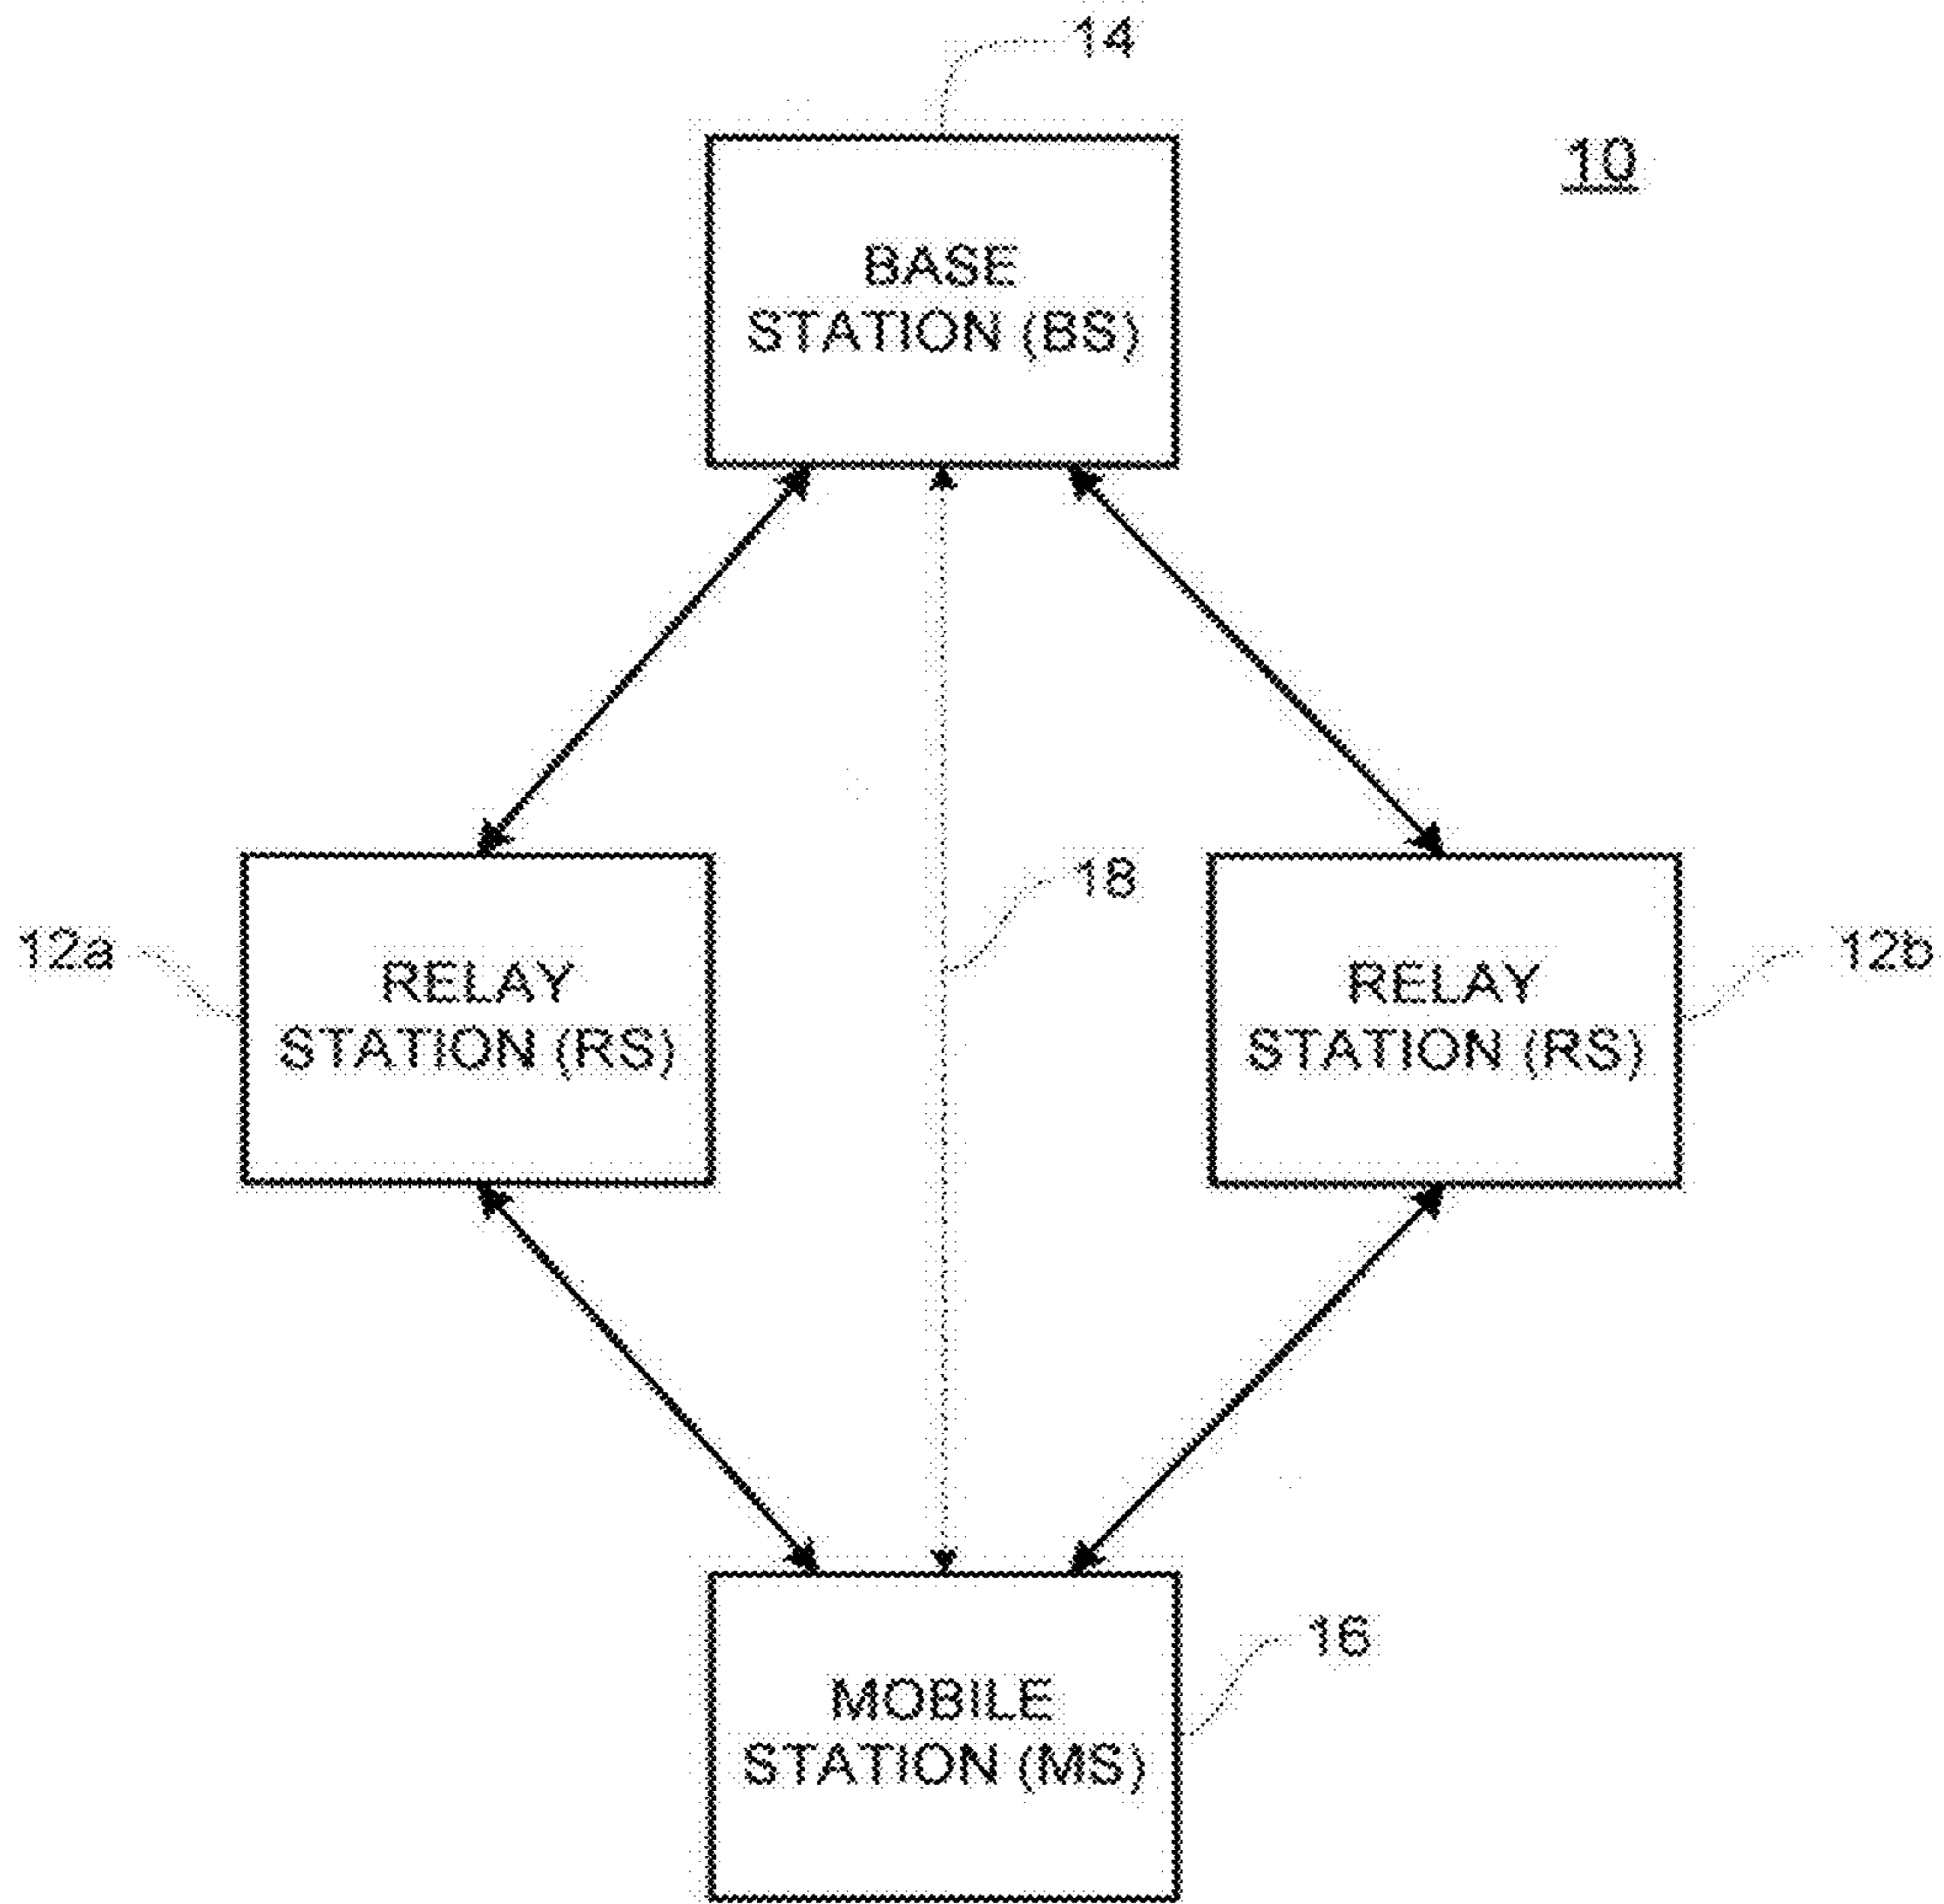 14
10
BASE
STATION (BS)
18
12a
12b
RELAY
STATION (RS)
RELAY
STATION (RS)
16
MOBILE
STATION (MS)